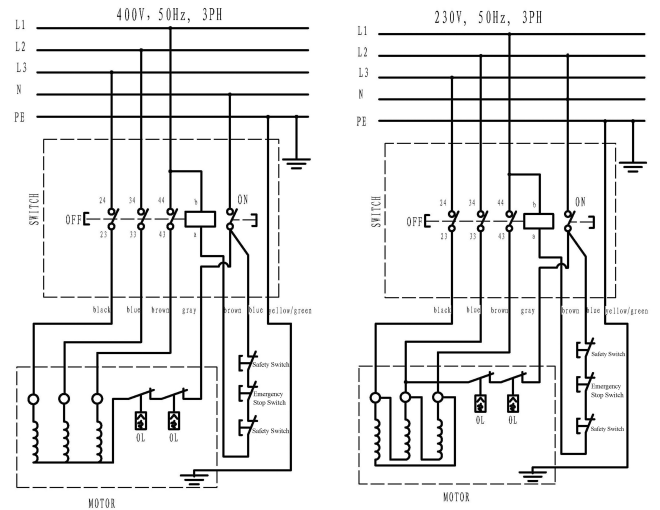 400V, 50Hz, 3PH
L1
L2
L3
N
PE
SWITCH
24 34 44 b ON
OFF
23 33 43 a
black blue brown gray brown blue yellow/green
Safety Switch
Emergency
Stop Switch
Safety Switch
OL OL
MOTOR
230V, 50Hz, 3PH
L1
L2
L3
N
PE
SWITCH
24 34 44 b ON
OFF
23 33 43 a
black blue brown gray brown blue yellow/green
Safety Switch
Emergency
Stop Switch
Safety Switch
OL OL
MOTOR